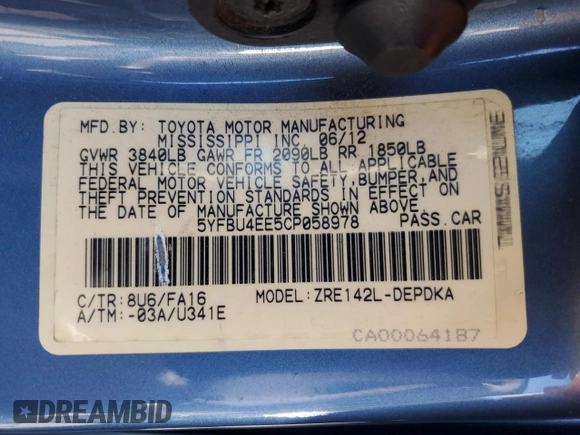 MFD.BY: TOYOTA MOTOR MANUFACTURING
MISSISSIPPI INC. 06/12
GVWR 3840LB GAWR FR 2090LB RR 1850LB
THIS VEHICLE CONFORMS TO ALL APPLICABLE
FEDERAL MOTOR VEHICLE SAFETY,BUMPER,AND
THEFT PREVENTION STANDARDS IN EFFECT ON
THE DATE OF MANUFACTURE SHOWN ABOVE.
5YFBU4EE5CP058978 PASS.CAR
C/TR:8U6/FA16 MODEL:ZRE142L-DEPDKA
A/TM:-03A/U341E
CA00064187
DREAMBID